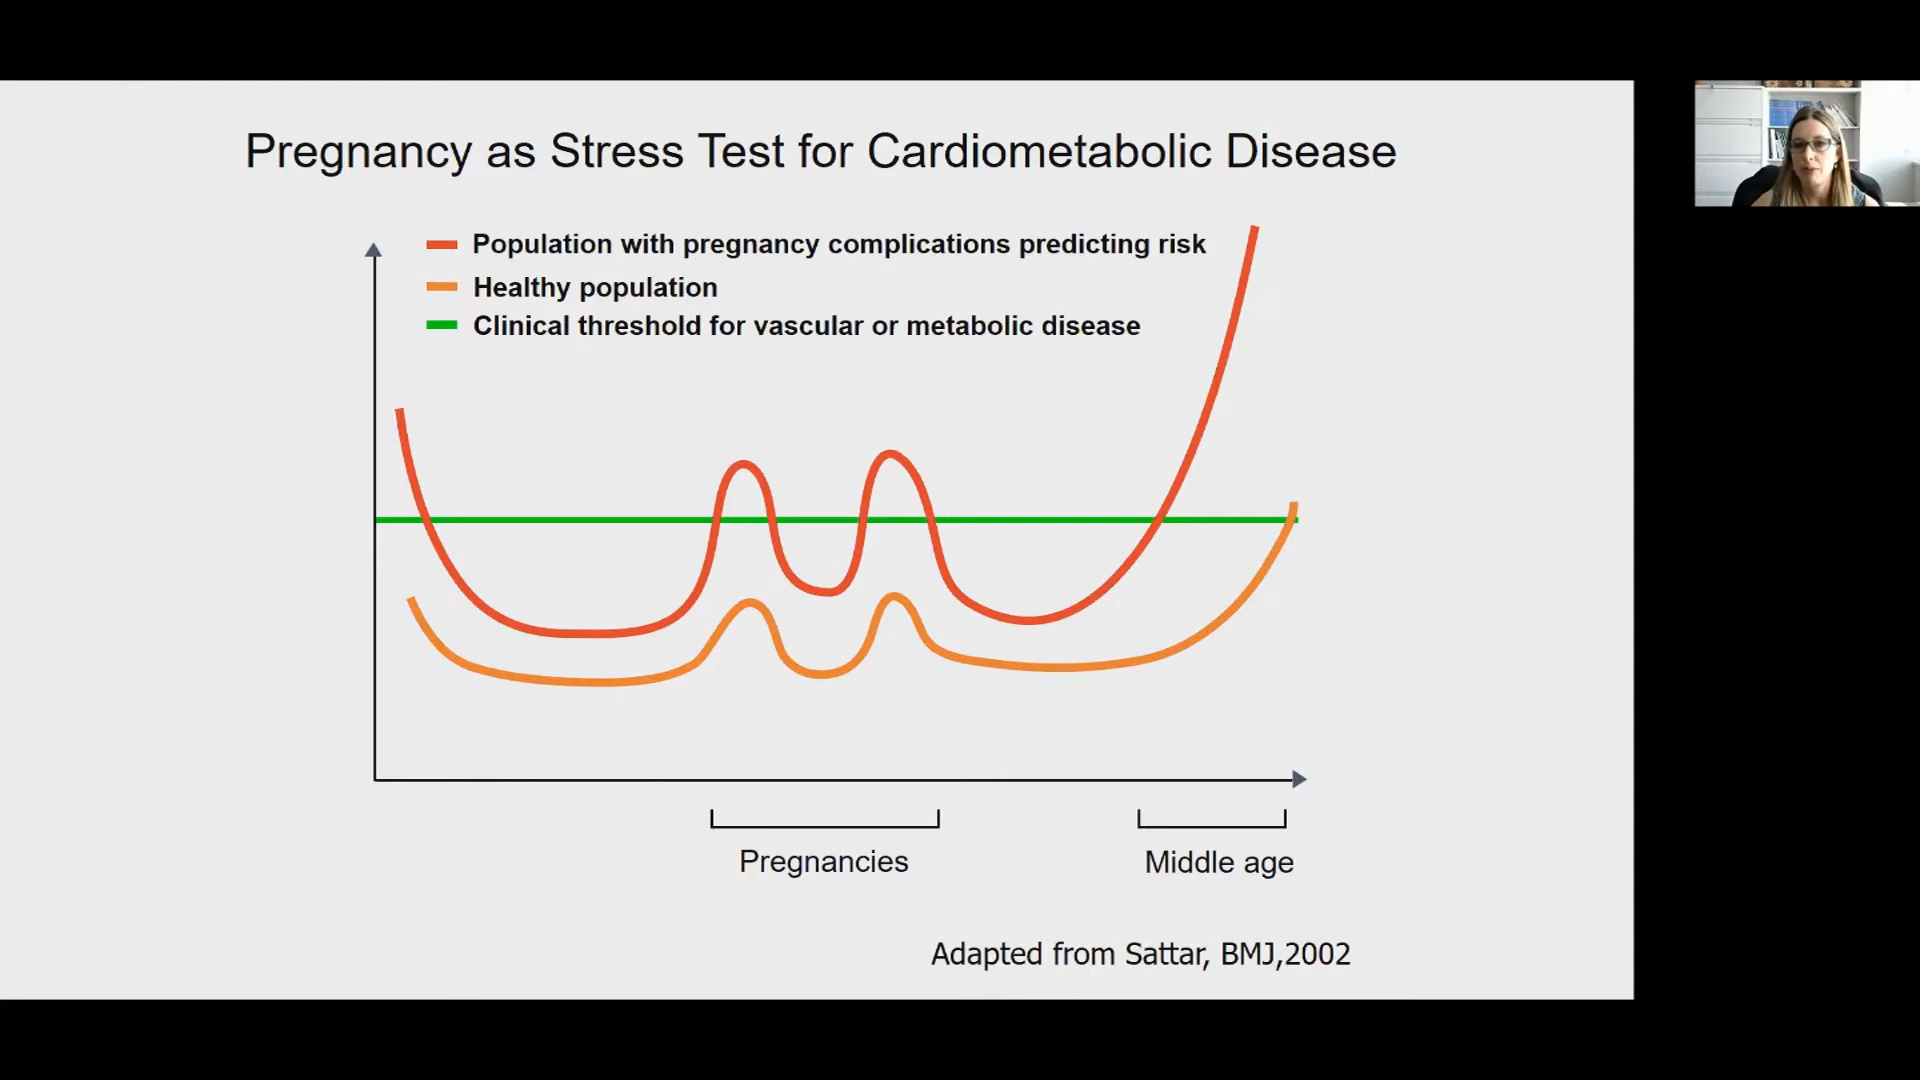 Pregnancy as Stress Test for Cardiometabolic Disease
Population with pregnancy complications predicting risk
Healthy population
Clinical threshold for vascular or metabolic disease
Pregnancies
Middle age
Adapted from Sattar, BMJ,2002